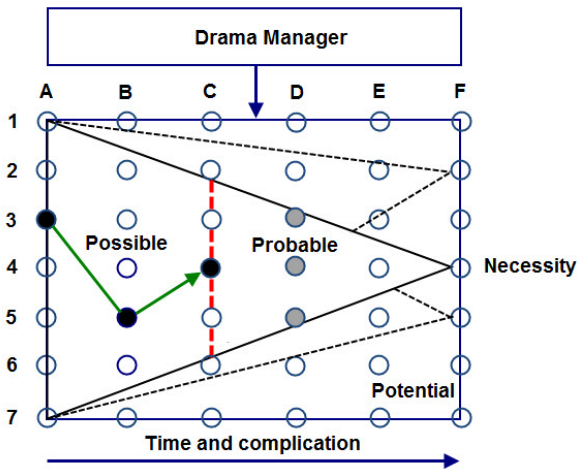 Drama Manager
A B C D E F
1
2
3
Possible Probable
4
Necessity
5
6
Potential
7
Time and complication